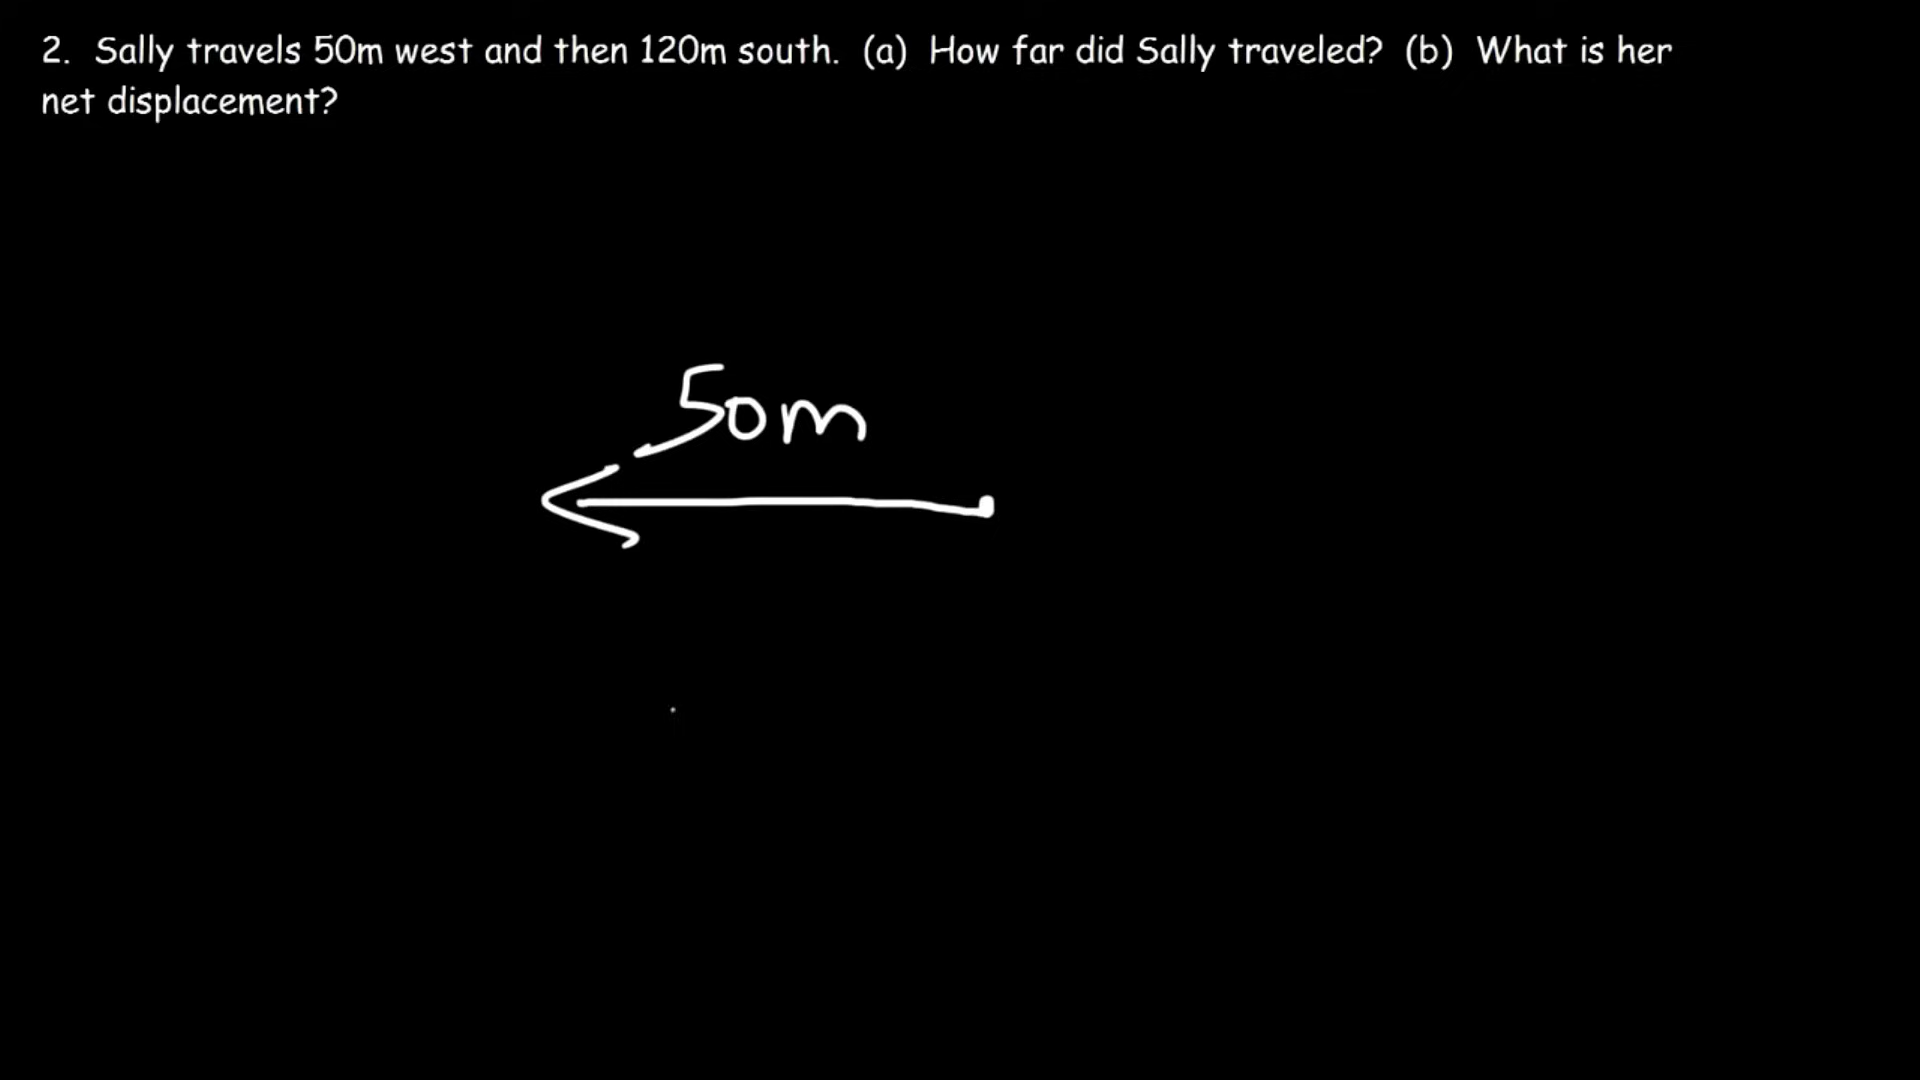 2. Sally travels 50m west and then 120m south. (a) How far did Sally traveled? (b) What is her
net displacement?
50m